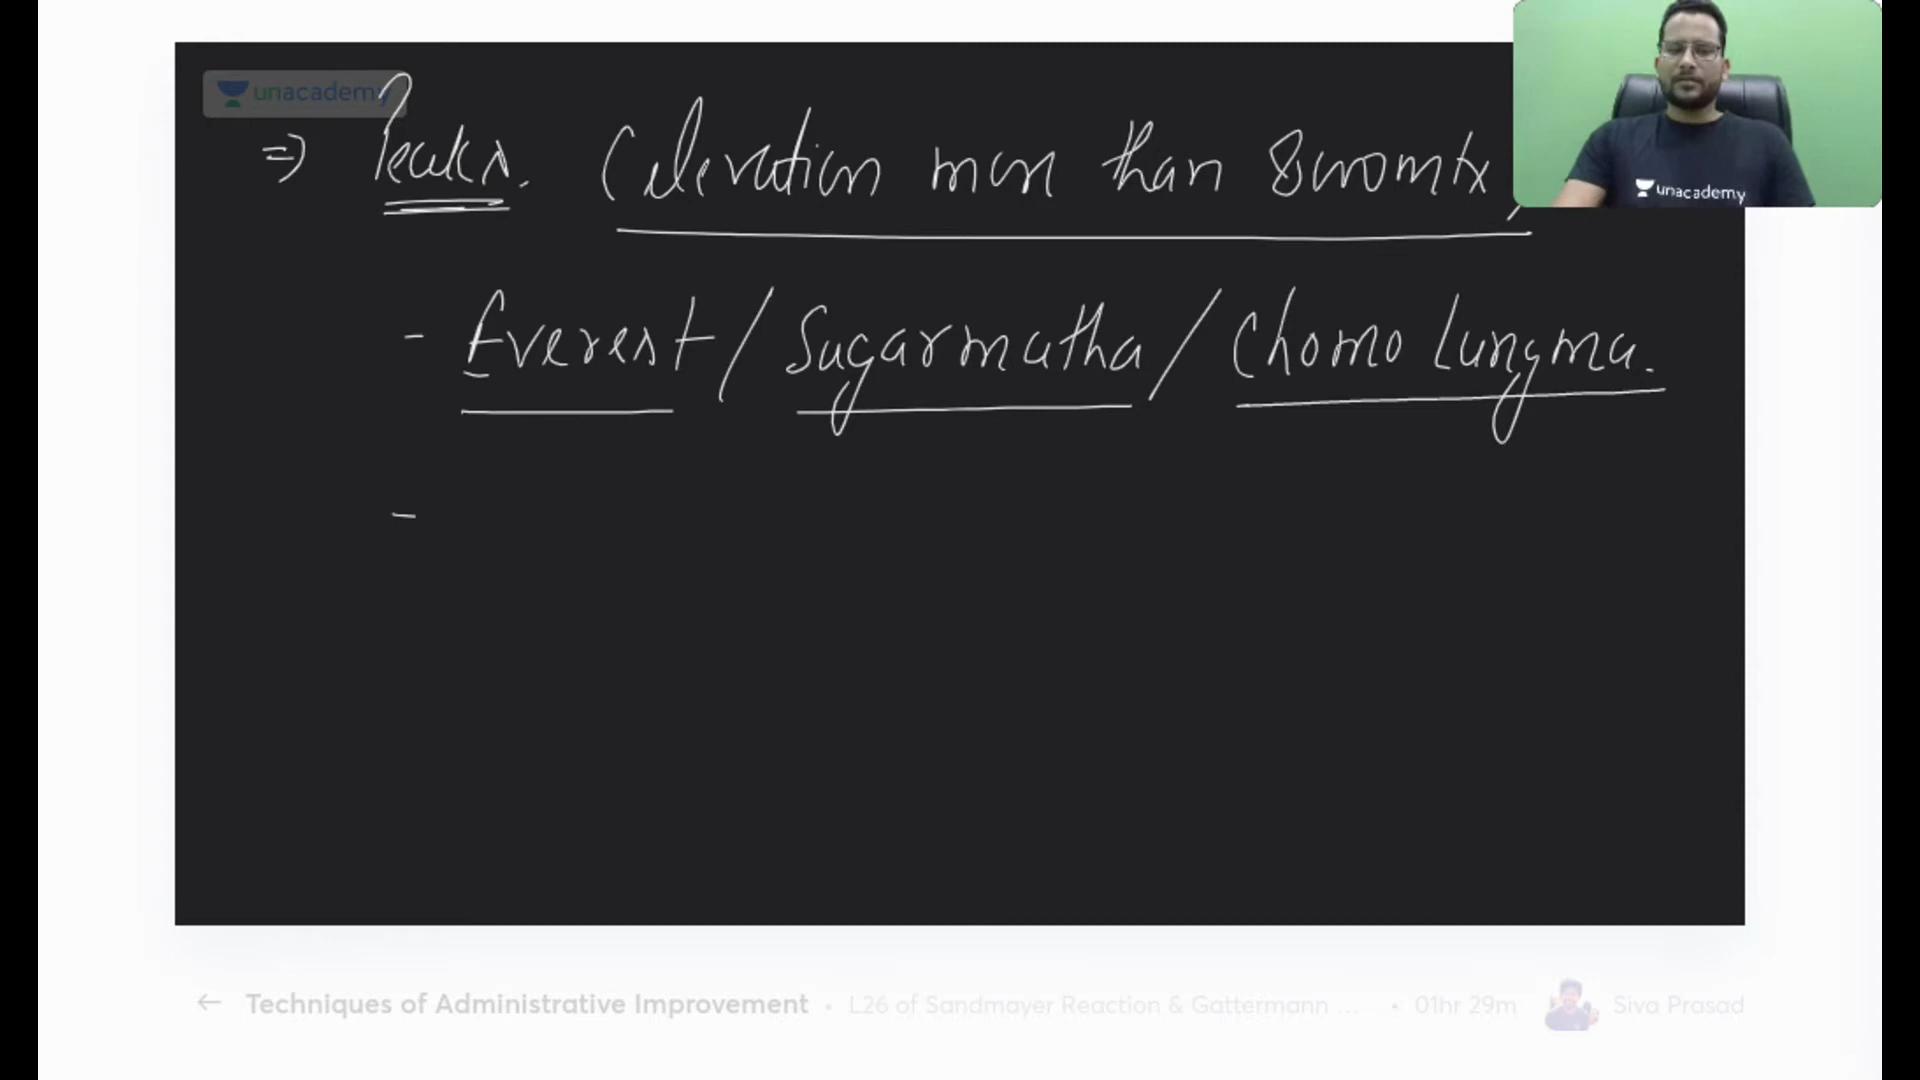 unacademy
=> Peaks. (elevation more than 8000mtr)
unacademy
- Everest / Sugarmatha / Chomo Lungma.
-
← Techniques of Administrative Improvement • L26 of Sandmayer Reaction & Gattermann ... • 01hr 29m Siva Prasad